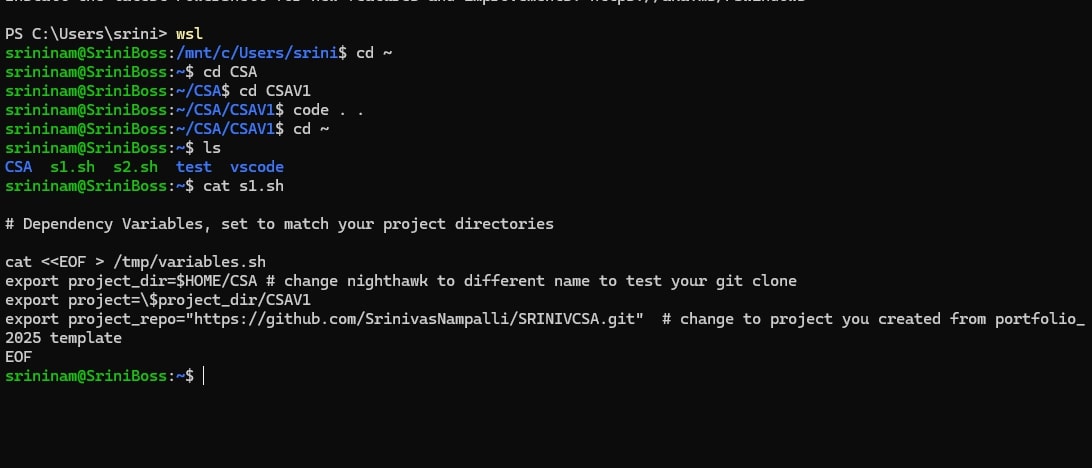 PS C:\Users\srini> wsl
srininam@SriniBoss:/mnt/c/Users/srini$ cd ~
srininam@SriniBoss:~$ cd CSA
srininam@SriniBoss:~/CSA$ cd CSAV1
srininam@SriniBoss:~/CSA/CSAV1$ code . .
srininam@SriniBoss:~/CSA/CSAV1$ cd ~
srininam@SriniBoss:~$ ls
CSA  s1.sh  s2.sh  test  vscode
srininam@SriniBoss:~$ cat s1.sh
# Dependency Variables, set to match your project directories
cat <<EOF > /tmp/variables.sh
export project_dir=$HOME/CSA # change nighthawk to different name to test your git clone
export project=\$project_dir/CSAV1
export project_repo="https://github.com/SrinivasNampalli/SRINIVCSA.git"  # change to project you created from portfolio_
2025 template
EOF
srininam@SriniBoss:~$